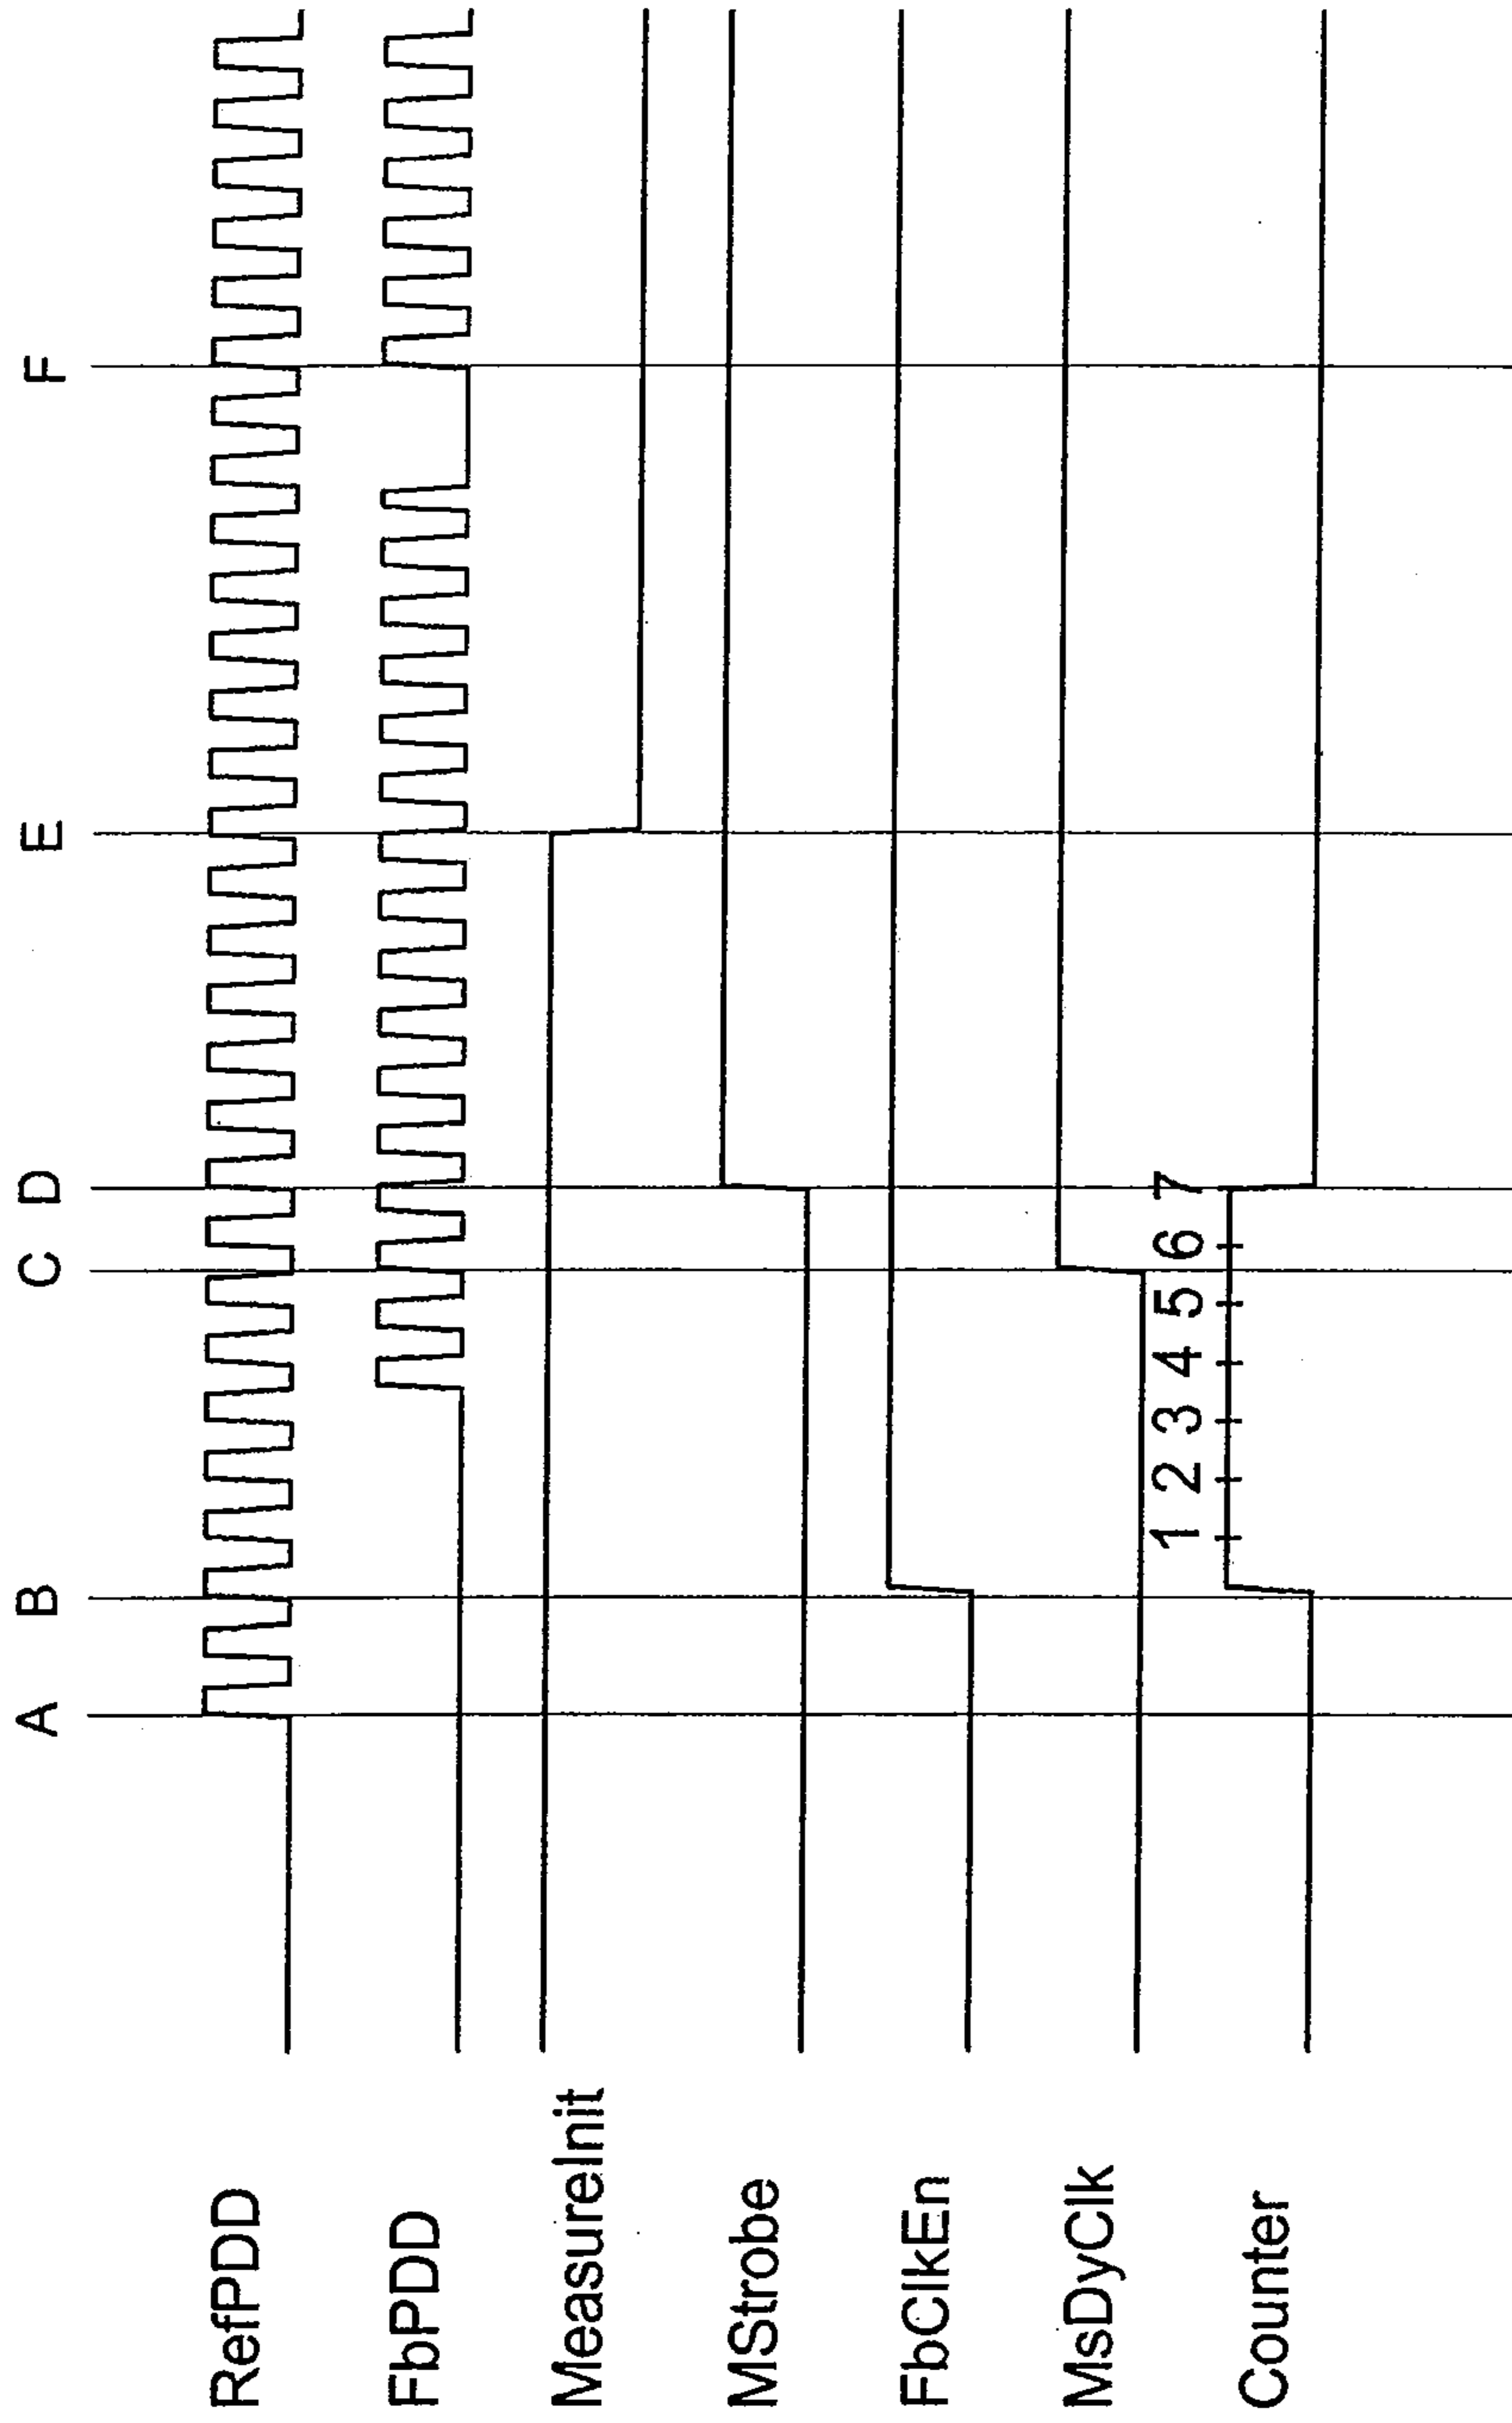 A B C D E F
RefPDD
FbPDD
MeasureInit
MStrobe
FbClkEn
MsDyClk
1 2 3 4 5 6 7
Counter